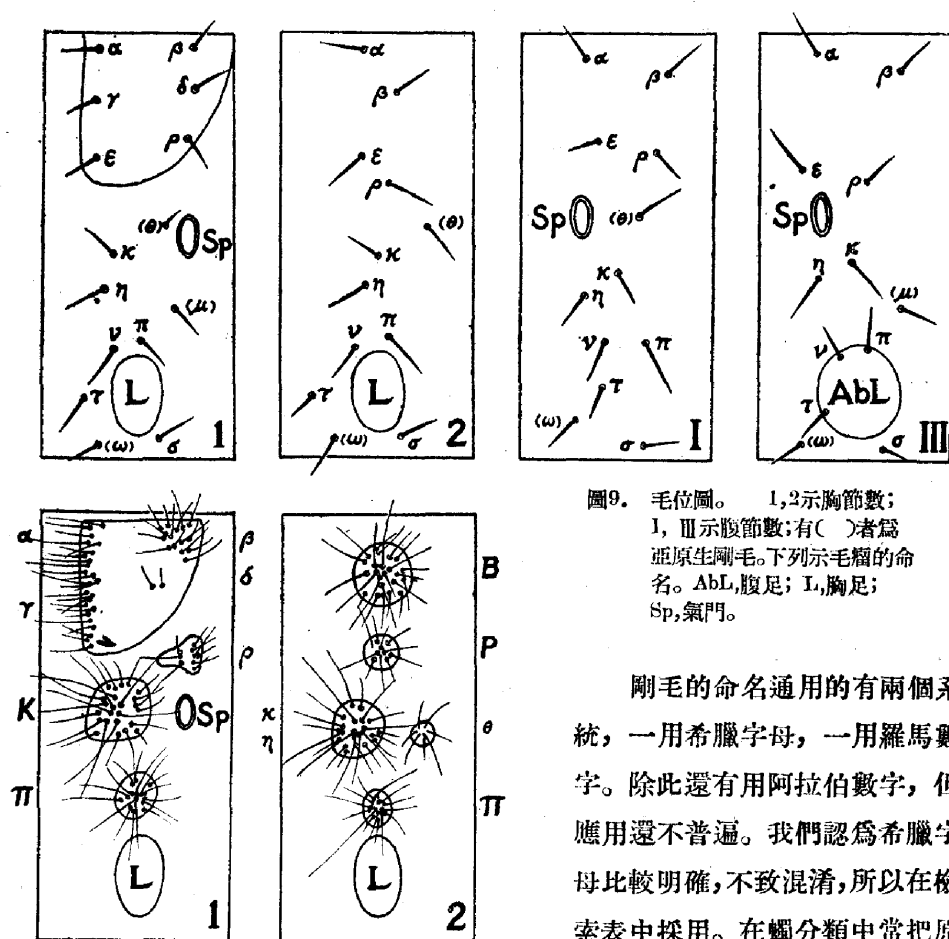 α β
γ δ
ε ρ
(θ) Sp
κ
η (μ)
ν π
L
τ
(ω) σ 1
α
β
ε
ρ
(θ)
κ
η
ν π
τ L
(ω) σ 2
α
β
ε ρ
Sp (θ)
κ
η
ν π
τ
(ω)
σ I
α
β
ε ρ
Sp
κ
η (μ)
ν π
AbL
τ
(ω) σ III
α β
δ
γ
ρ
K Sp
π
L
1
B
P
κ θ
η
π
L
2
圖9. 毛位圖。 1,2示胸節數;
I, Ⅲ示腹節數;有( )者爲
亞原生剛毛。下列示毛瘤的命
名。AbL,腹足; L,胸足;
Sp,氣門。
剛毛的命名通用的有兩個系
統，一用希臘字母，一用羅馬數
字。除此還有用阿拉伯數字，但
應用還不普遍。我們認爲希臘字
母比較明確，不致混淆，所以在檢
索表中採用。在蠋分類中常把原